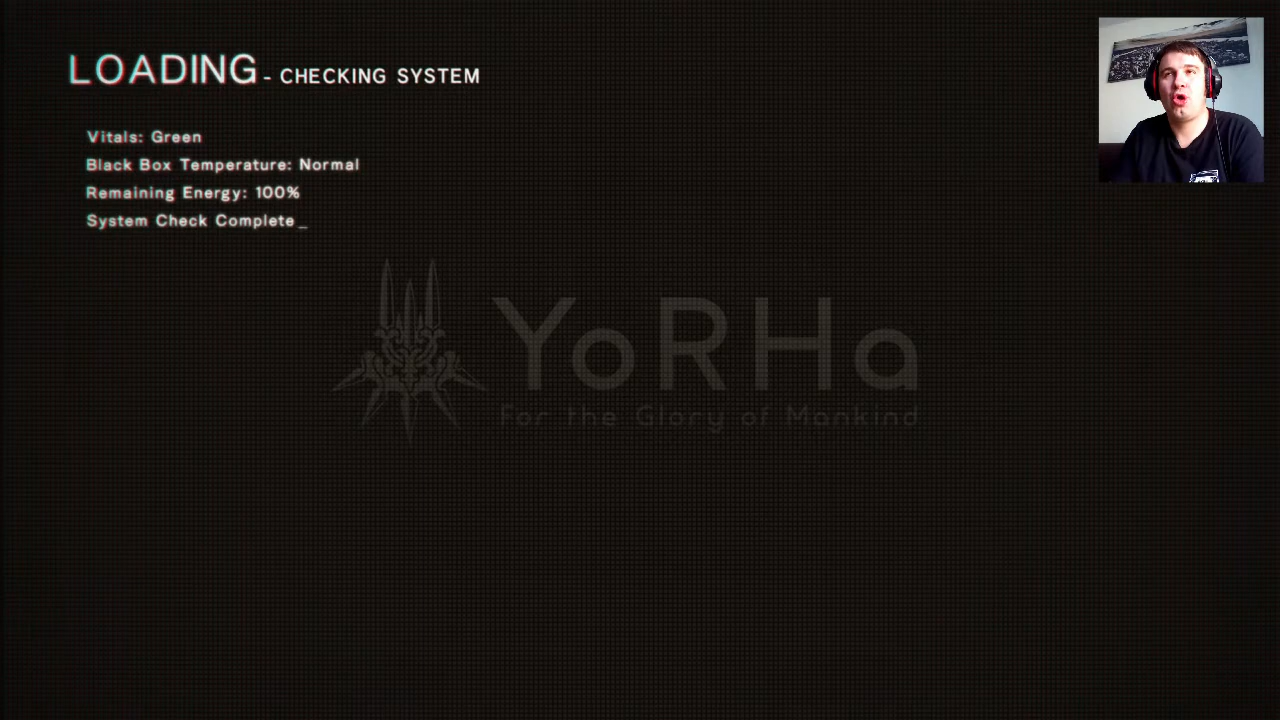 LOADING - CHECKING SYSTEM
Vitals: Green
Black Box Temperature: Normal
Remaining Energy: 100%
System Check Complete _
YoRHa
For the Glory of Mankind